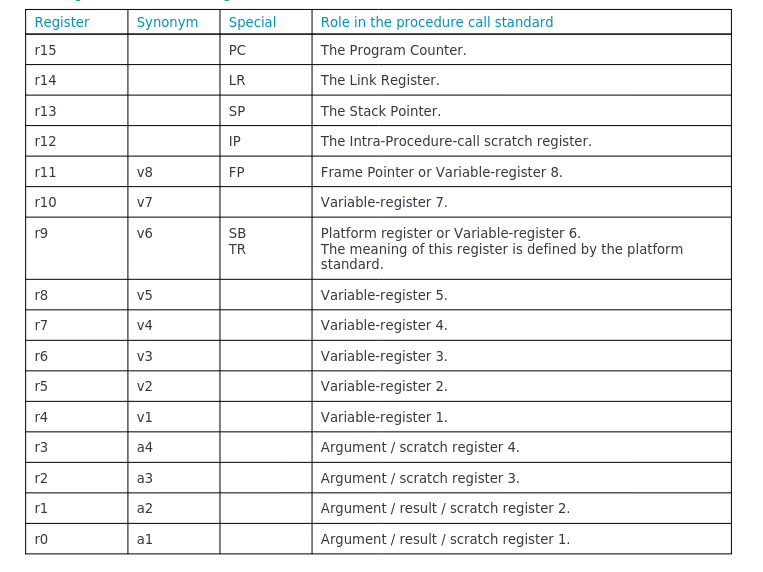 Register Synonym Special Role in the procedure call standard
r15 PC The Program Counter.
r14 LR The Link Register.
r13 SP The Stack Pointer.
r12 IP The Intra-Procedure-call scratch register.
r11 v8 FP Frame Pointer or Variable-register 8.
r10 v7 Variable-register 7.
r9 v6 SB Platform register or Variable-register 6.
TR The meaning of this register is defined by the platform
standard.
r8 v5 Variable-register 5.
r7 v4 Variable-register 4.
r6 v3 Variable-register 3.
r5 v2 Variable-register 2.
r4 v1 Variable-register 1.
r3 a4 Argument / scratch register 4.
r2 a3 Argument / scratch register 3.
r1 a2 Argument / result / scratch register 2.
r0 a1 Argument / result / scratch register 1.